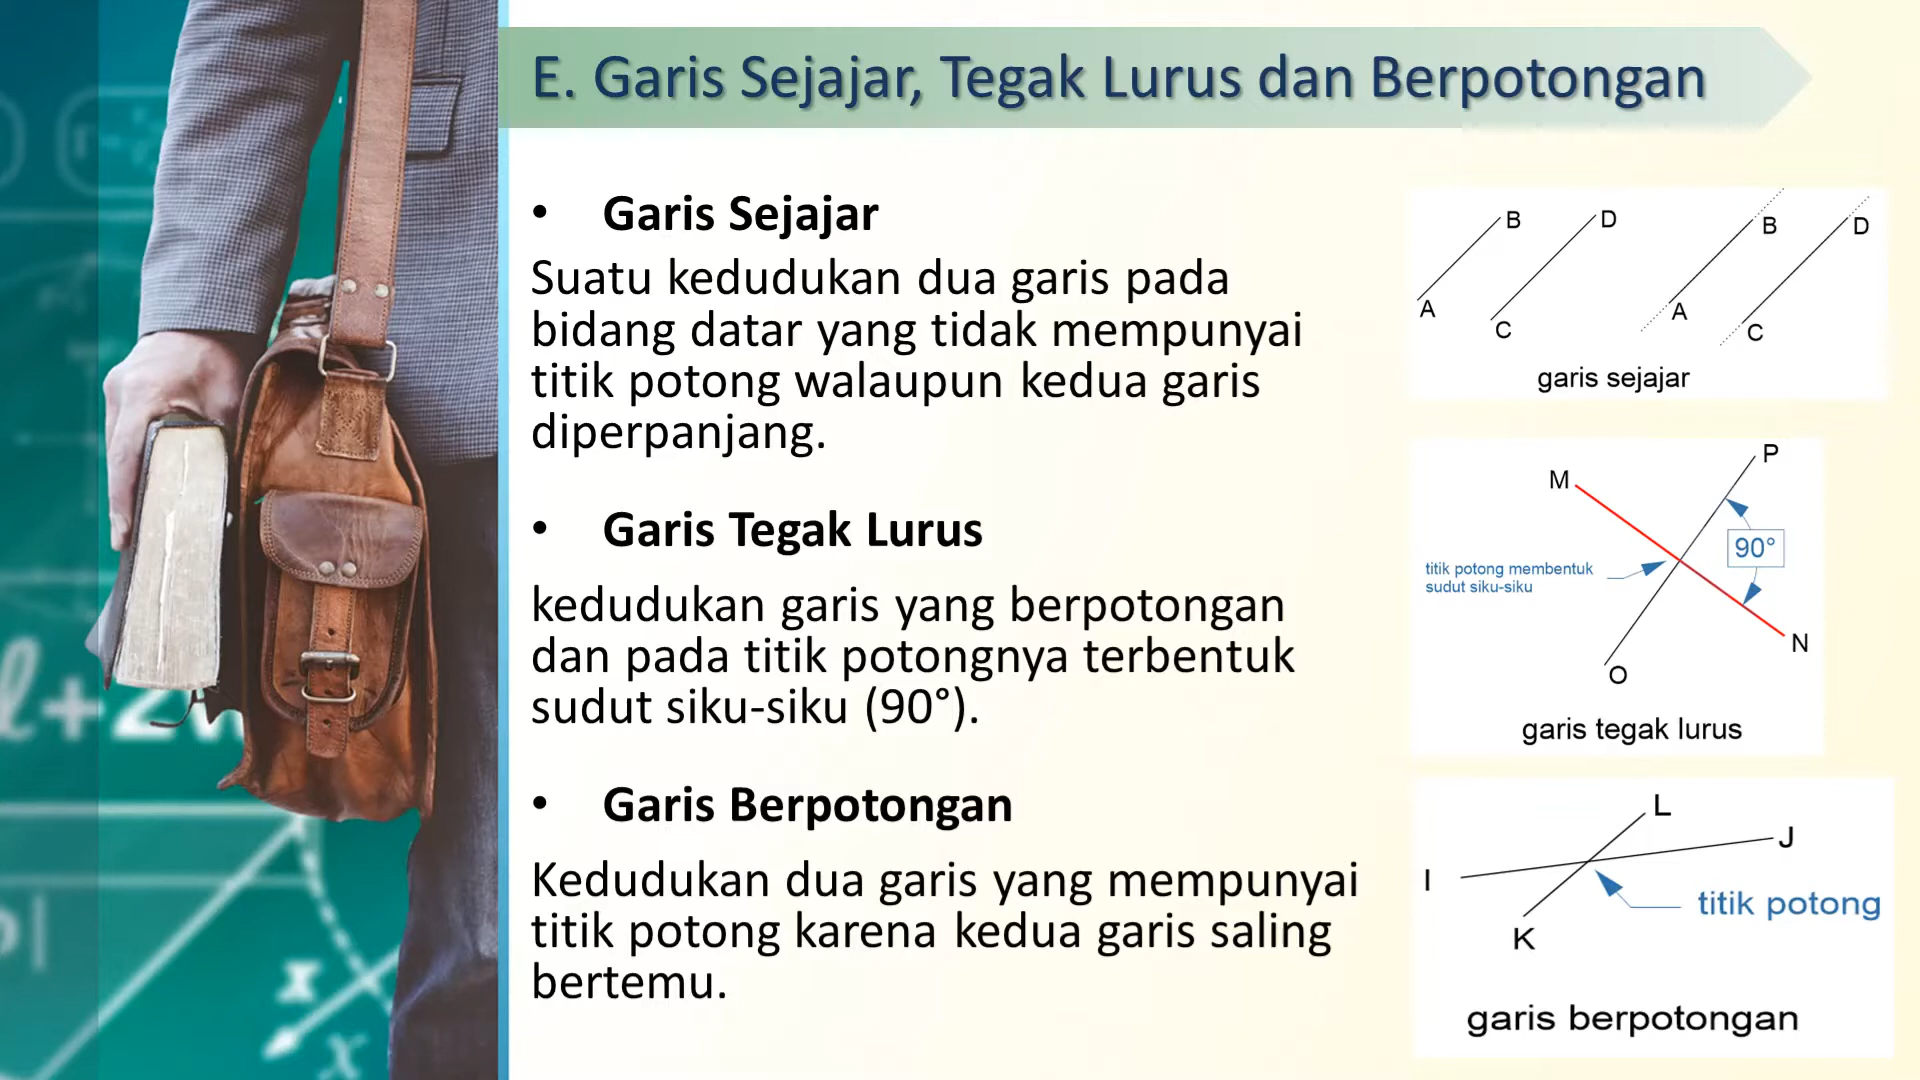 E. Garis Sejajar, Tegak Lurus dan Berpotongan
• Garis Sejajar
Suatu kedudukan dua garis pada
bidang datar yang tidak mempunyai
titik potong walaupun kedua garis
diperpanjang.
• Garis Tegak Lurus
kedudukan garis yang berpotongan
dan pada titik potongnya terbentuk
sudut siku-siku (90°).
• Garis Berpotongan
Kedudukan dua garis yang mempunyai
titik potong karena kedua garis saling
bertemu.
B D B D
A C A C
garis sejajar
P
M
90°
titik potong membentuk
sudut siku-siku
N
O
garis tegak lurus
L
J
I
titik potong
K
garis berpotongan